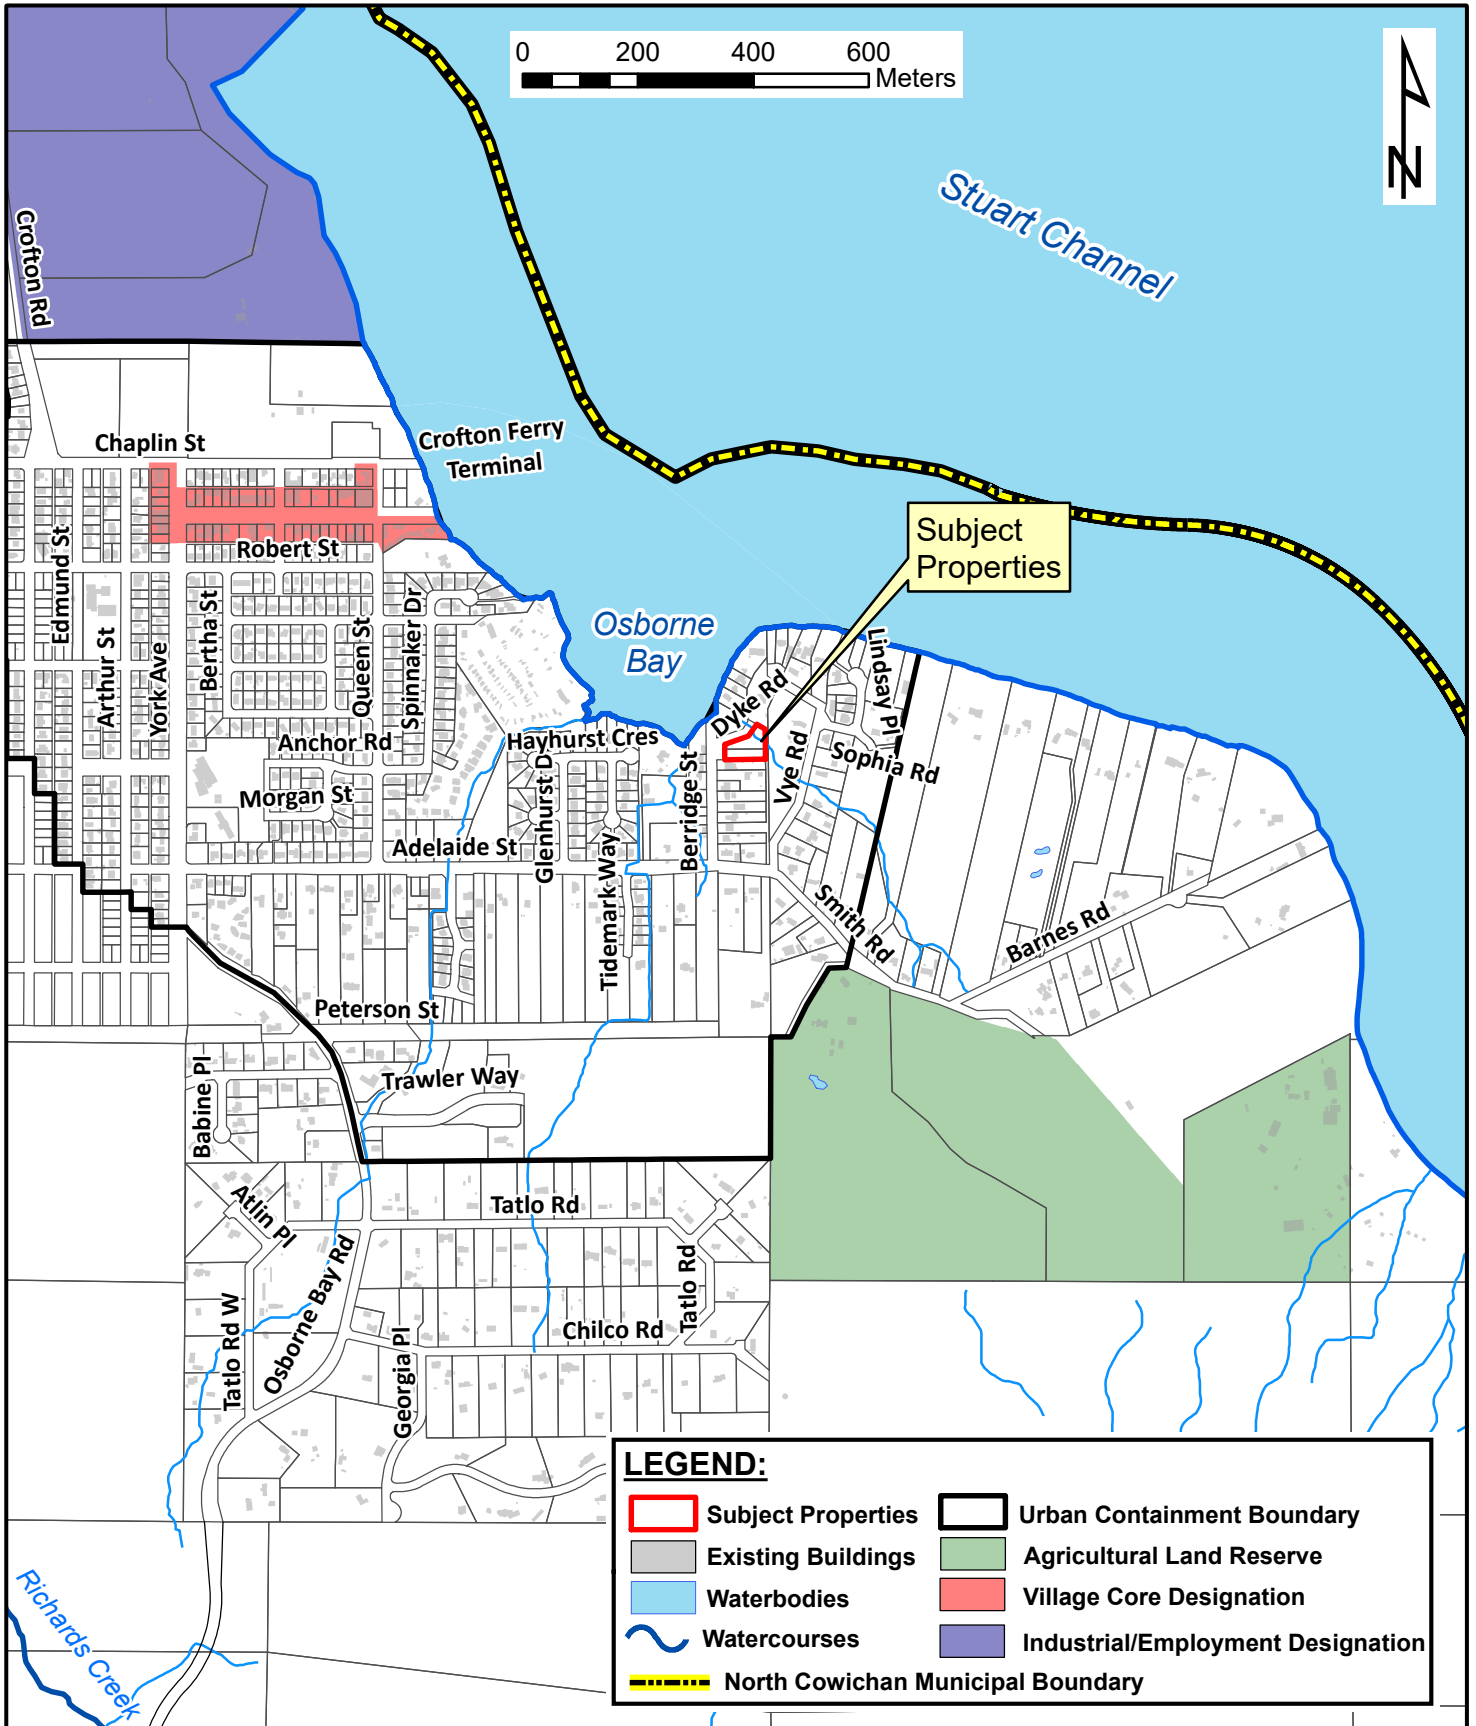 0 200 400 600
Meters
N
Stuart Channel
Crofton Rd
Chaplin St
Crofton Ferry
Terminal
Subject
Properties
Robert St
Edmund St
Arthur St
York Ave
Bertha St
Queen St
Spinnaker Dr
Osborne
Bay
Lindsay Pl
Dyke Rd
Anchor Rd
Hayhurst Cres
Glenhurst Dr
Vye Rd
Sophia Rd
Morgan St
Berridge St
Adelaide St
Tidemark Way
Smith Rd
Barnes Rd
Peterson St
Babine Pl
Trawler Way
Atlin Pl
Tatlo Rd
Osborne Bay Rd
Tatlo Rd
Tatlo Rd W
Chilco Rd
Georgia Pl
Richards Creek
LEGEND:
Subject Properties
Urban Containment Boundary
Existing Buildings
Agricultural Land Reserve
Waterbodies
Village Core Designation
Watercourses
Industrial/Employment Designation
North Cowichan Municipal Boundary